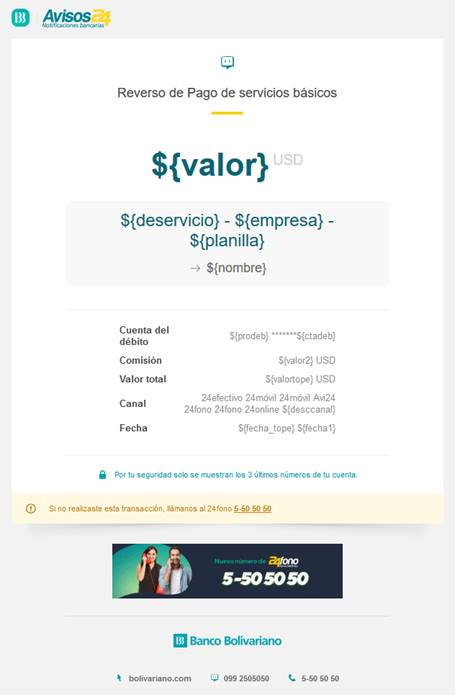 Avisos24
Notificaciones bancarias
Reverso de Pago de servicios básicos
${valor} USD
${deservicio} - ${empresa} -
${planilla}
→ ${nombre}
Cuenta del
débito
${prodeb} *******${ctadeb}
Comisión ${valor2} USD
Valor total ${valortope} USD
Canal
24efectivo 24móvil 24móvil Avi24
24fono 24fono 24online ${desccanal}
Fecha ${fecha_tope} ${fecha1}
Por tu seguridad solo se muestran los 3 últimos números de tu cuenta.
Si no realizaste esta transacción, llámanos al 24fono 5-50 50 50
Nuevo número de 24fono
5-50 50 50
Banco Bolivariano
bolivariano.com 099 2505050 5-50 50 50